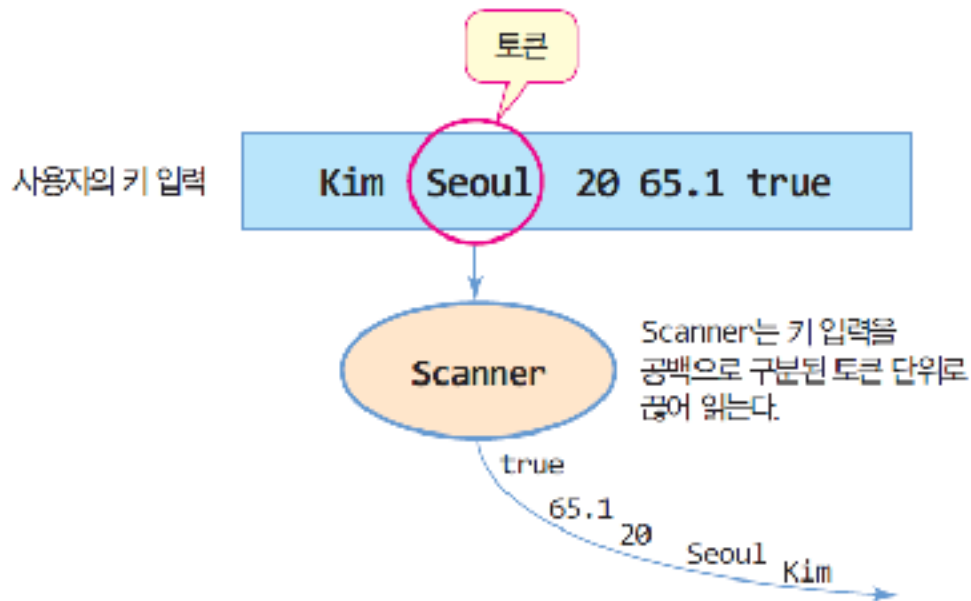 토큰
사용자의 키 입력
Kim Seoul 20 65.1 true
Scanner
Scanner는 키 입력을
공백으로 구분된 토큰 단위로
끊어 읽는다.
true
65.1
20
Seoul
Kim